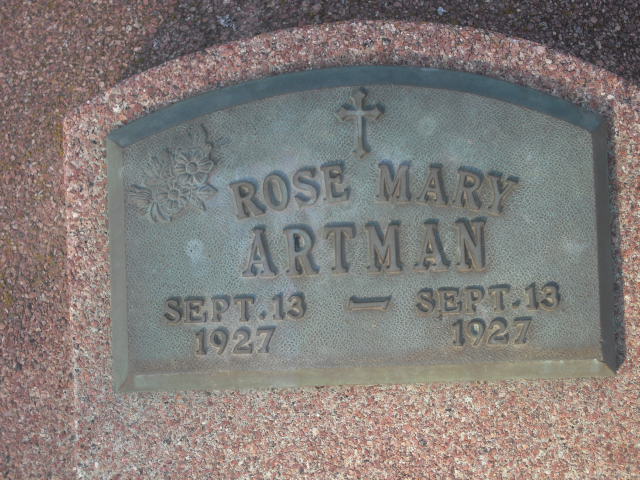 ROSE MARY
ARTMAN
SEPT. 13 — SEPT. 13
1927 1927